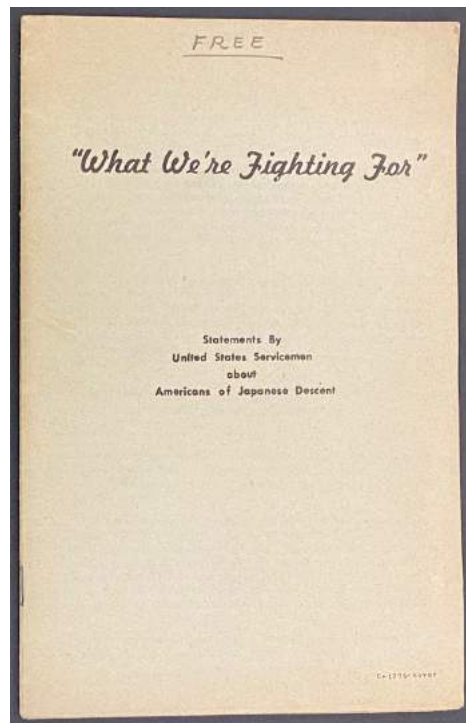 FREE
"What We're Fighting For"
Statements By
United States Servicemen
about
Americans of Japanese Descent